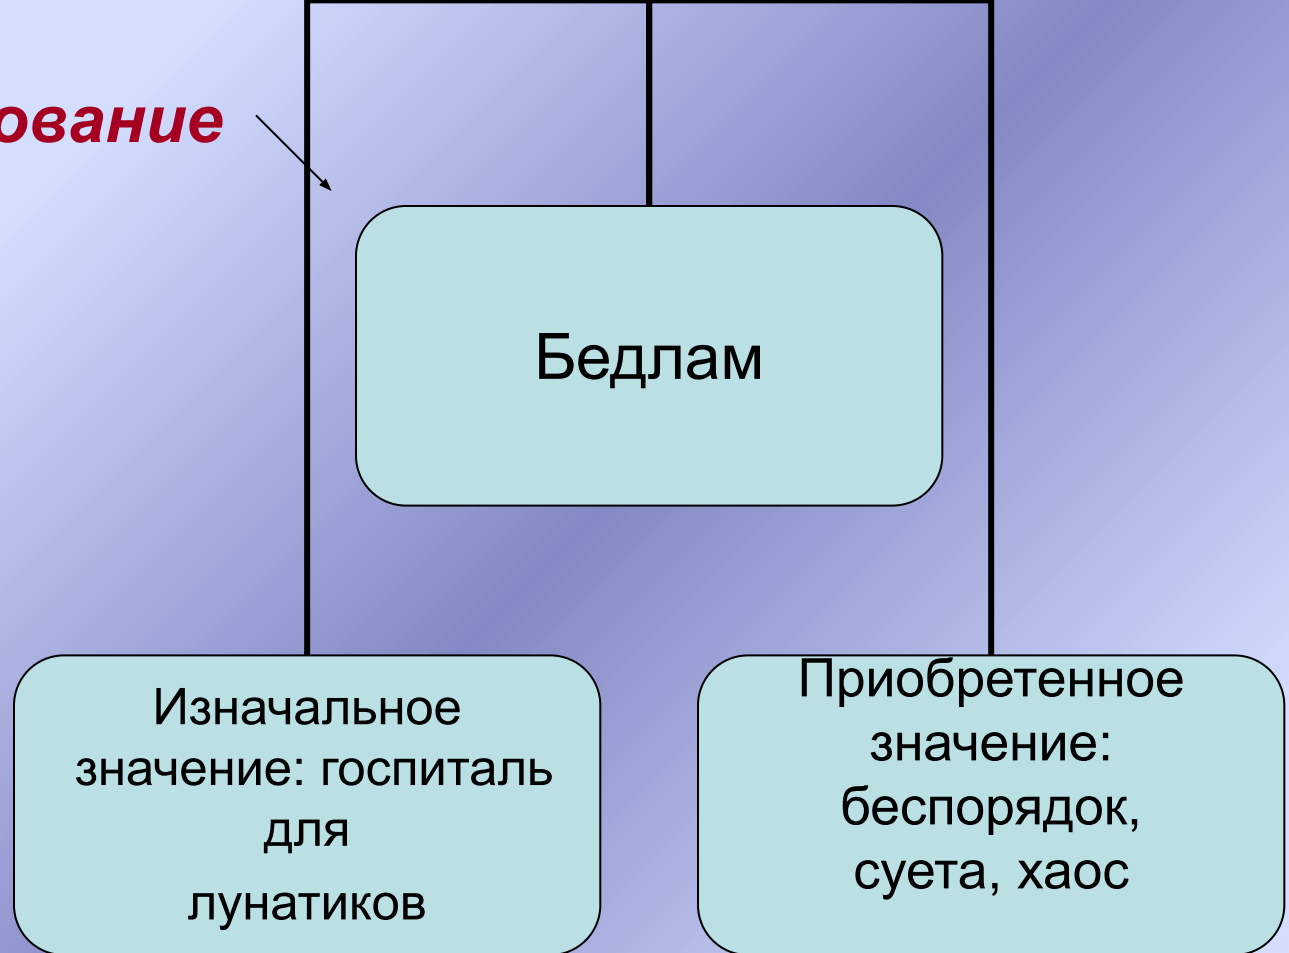 ование
Бедлам
Изначальное
значение: госпиталь
для
лунатиков
Приобретенное
значение:
беспорядок,
суета, хаос